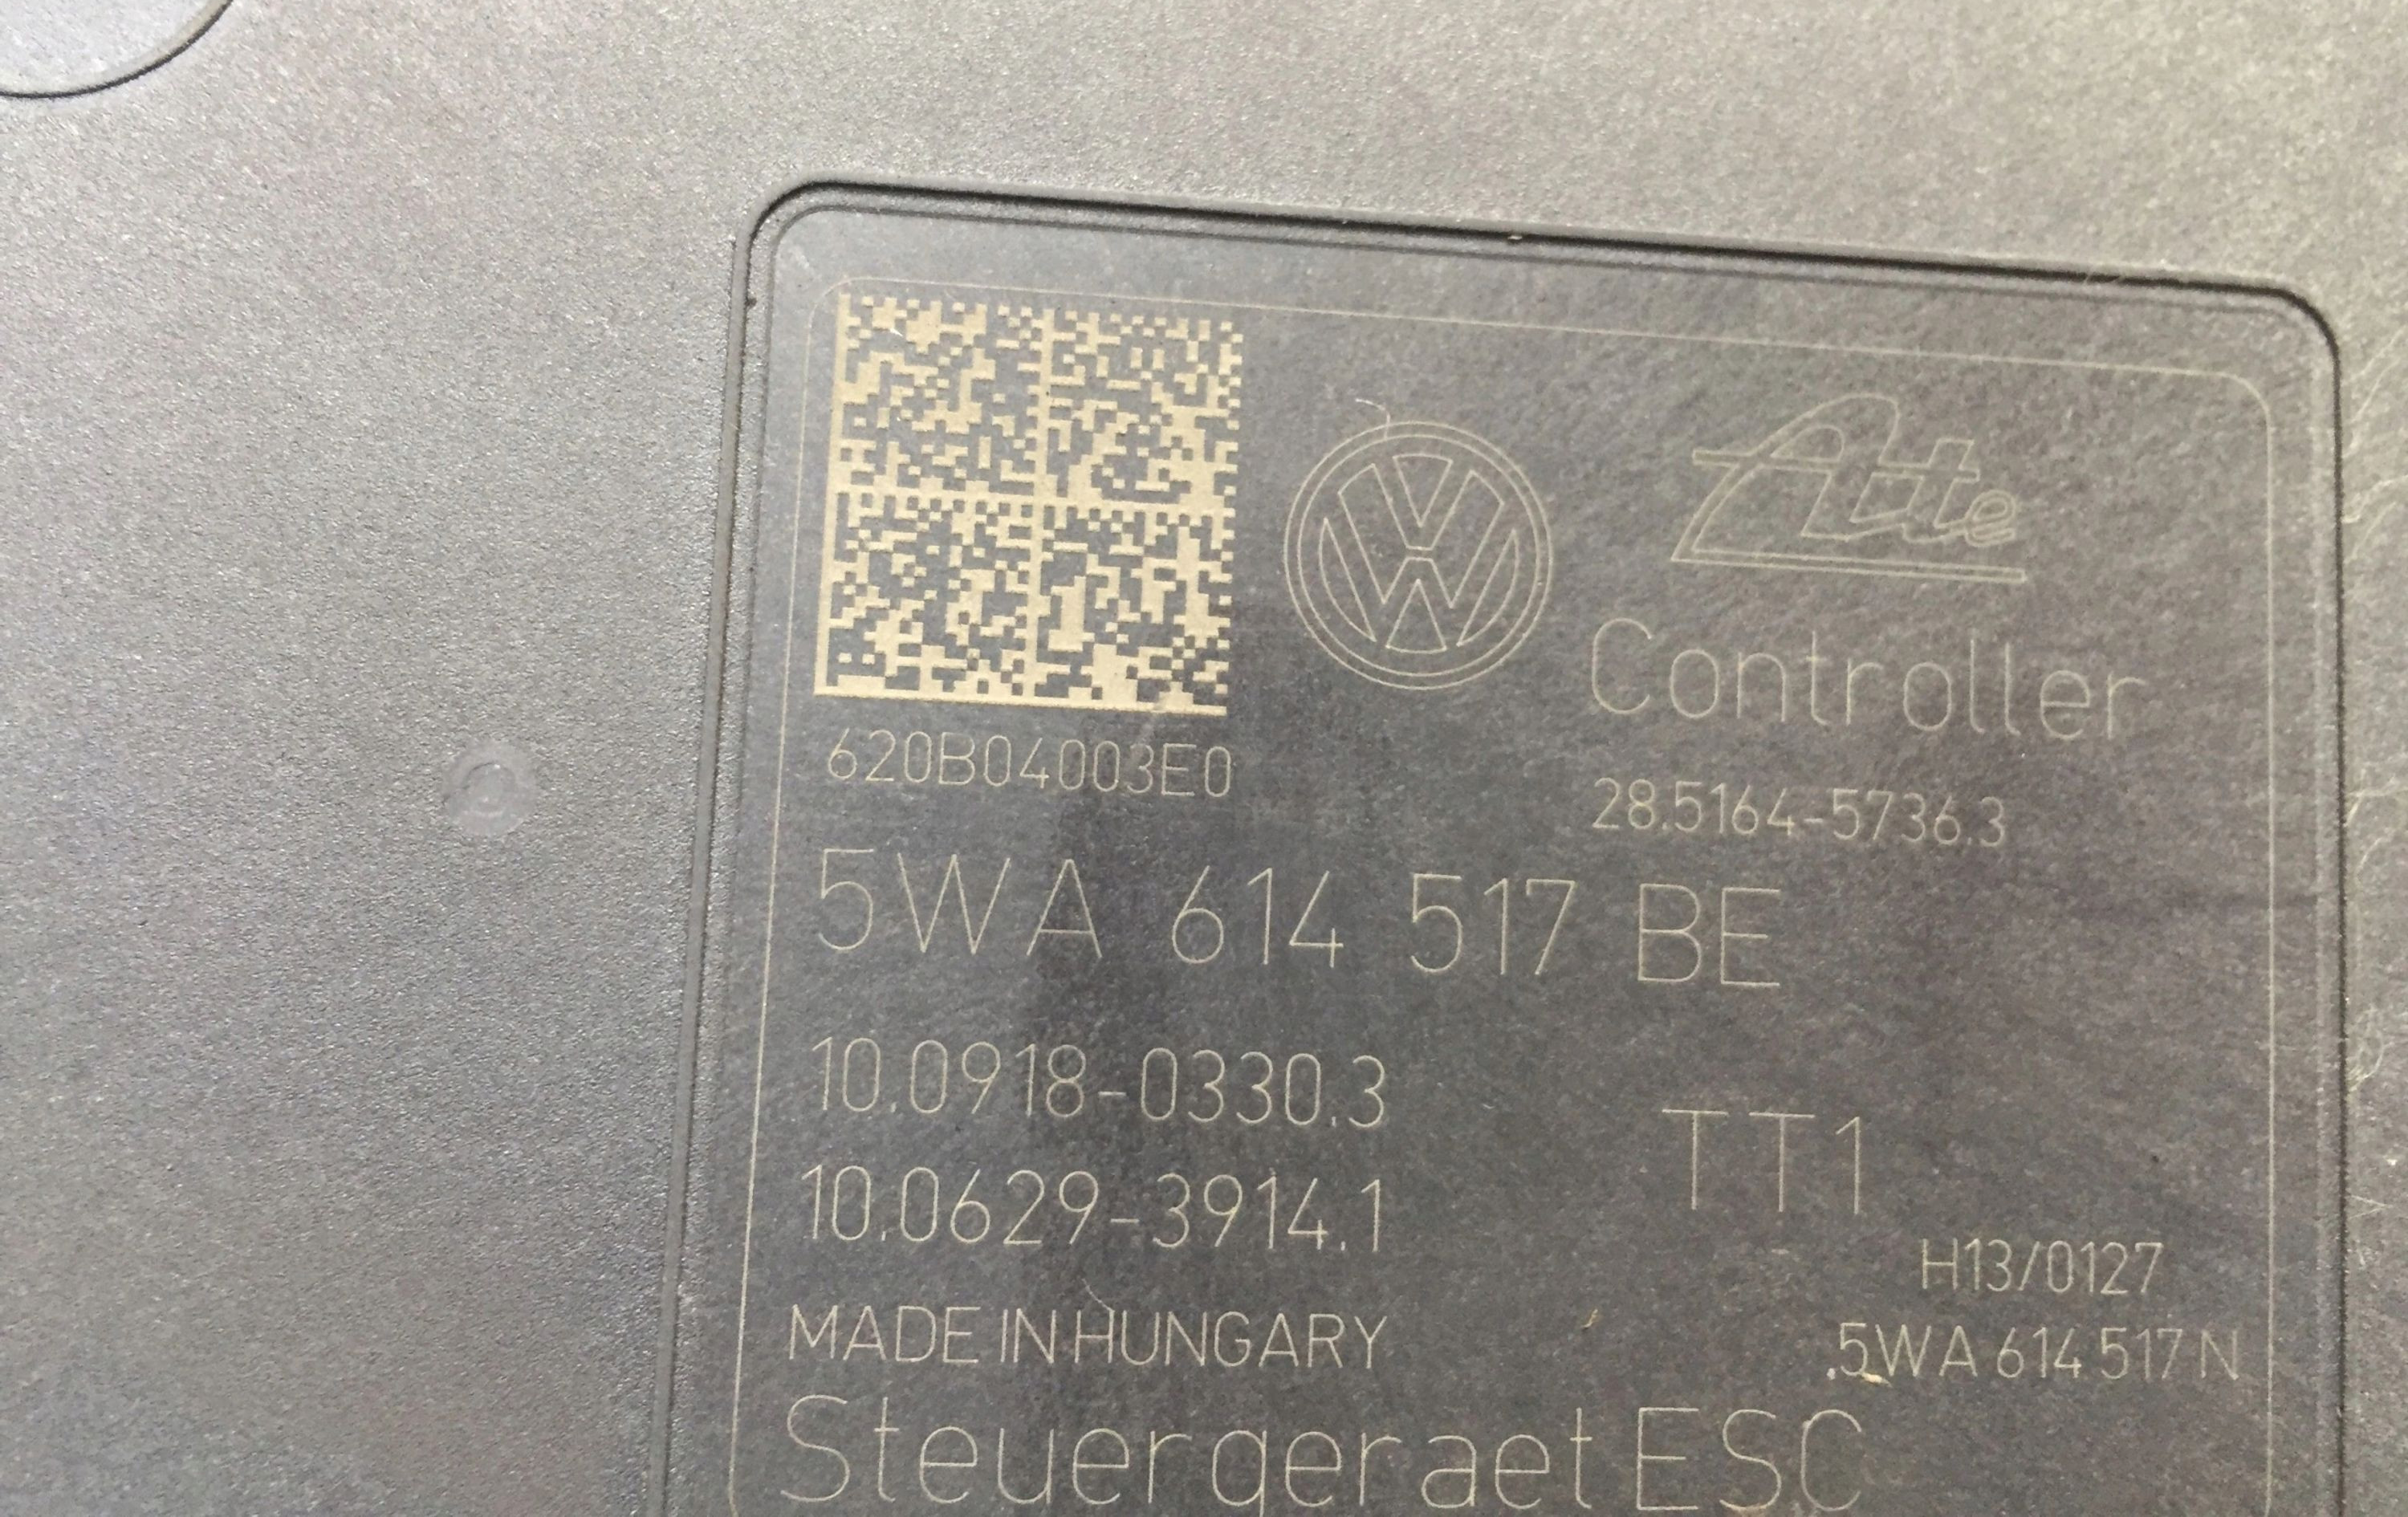 Ate
Controller
620B04003E0
28.5164-5736.3
5WA 614 517 BE
10.0918-0330.3
10.0629-3914.1
TT1
H13/0127
MADE IN HUNGARY
.5WA 614 517 N
Steuergeraet ESC